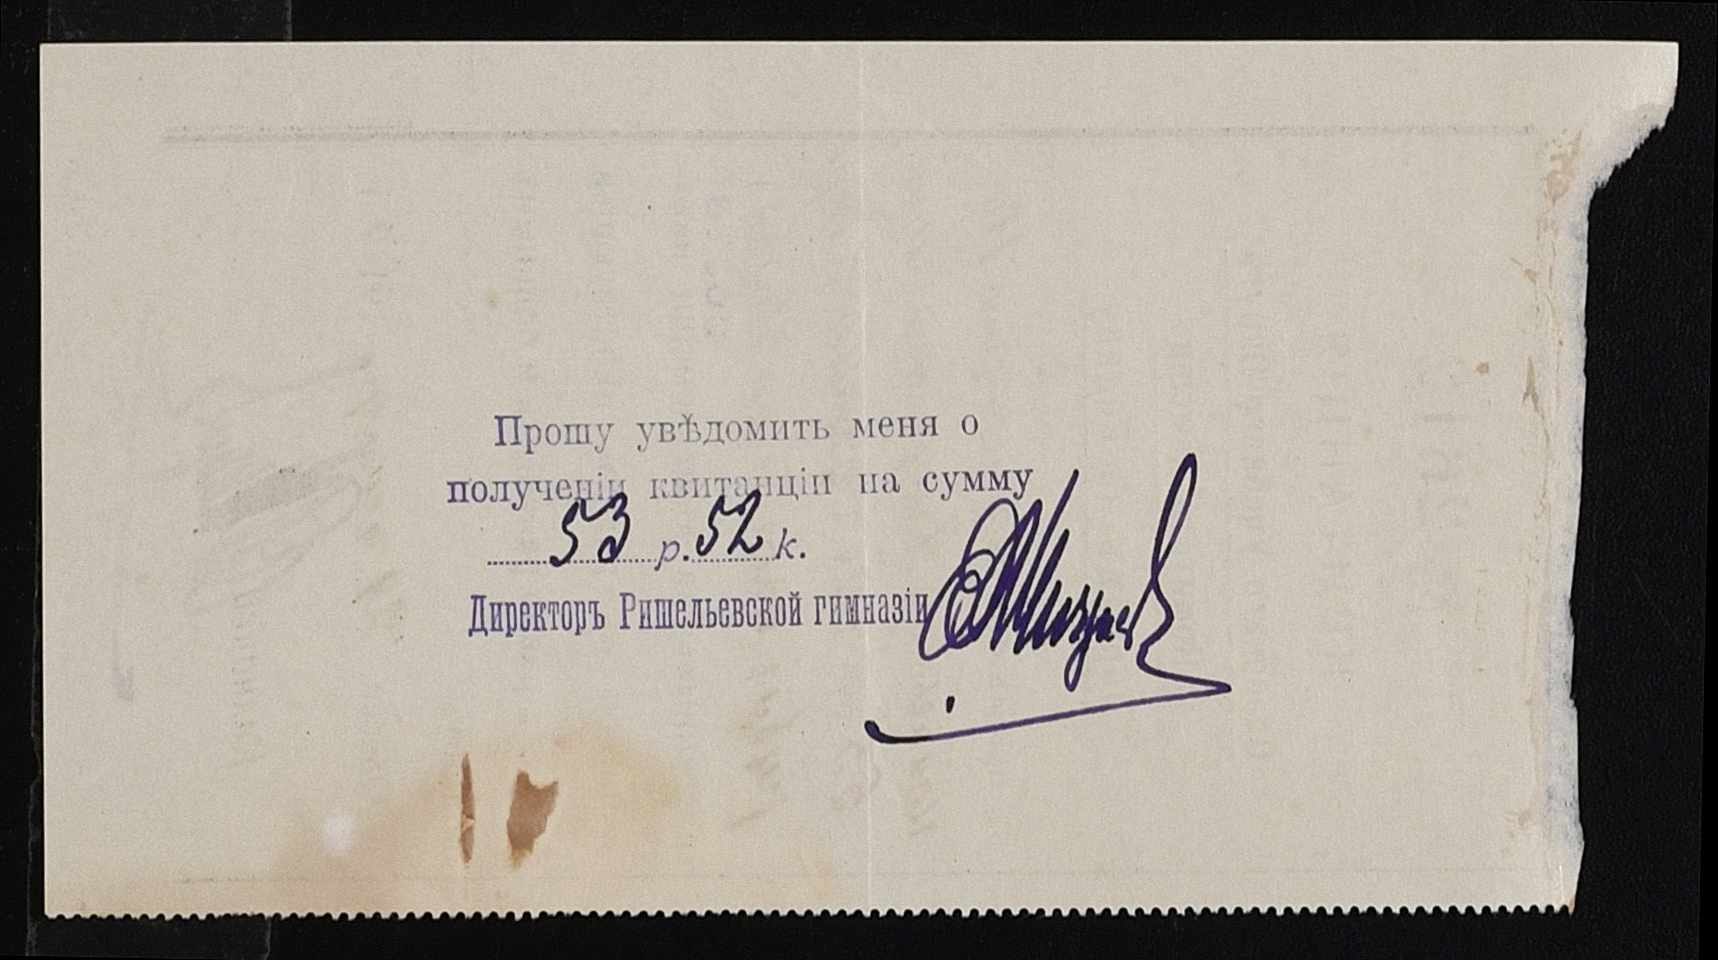 Прошу увѣдомить меня о
полученіи квитанціи на сумму
53 р. 52 к.
Директоръ Ришельевской гимназіи